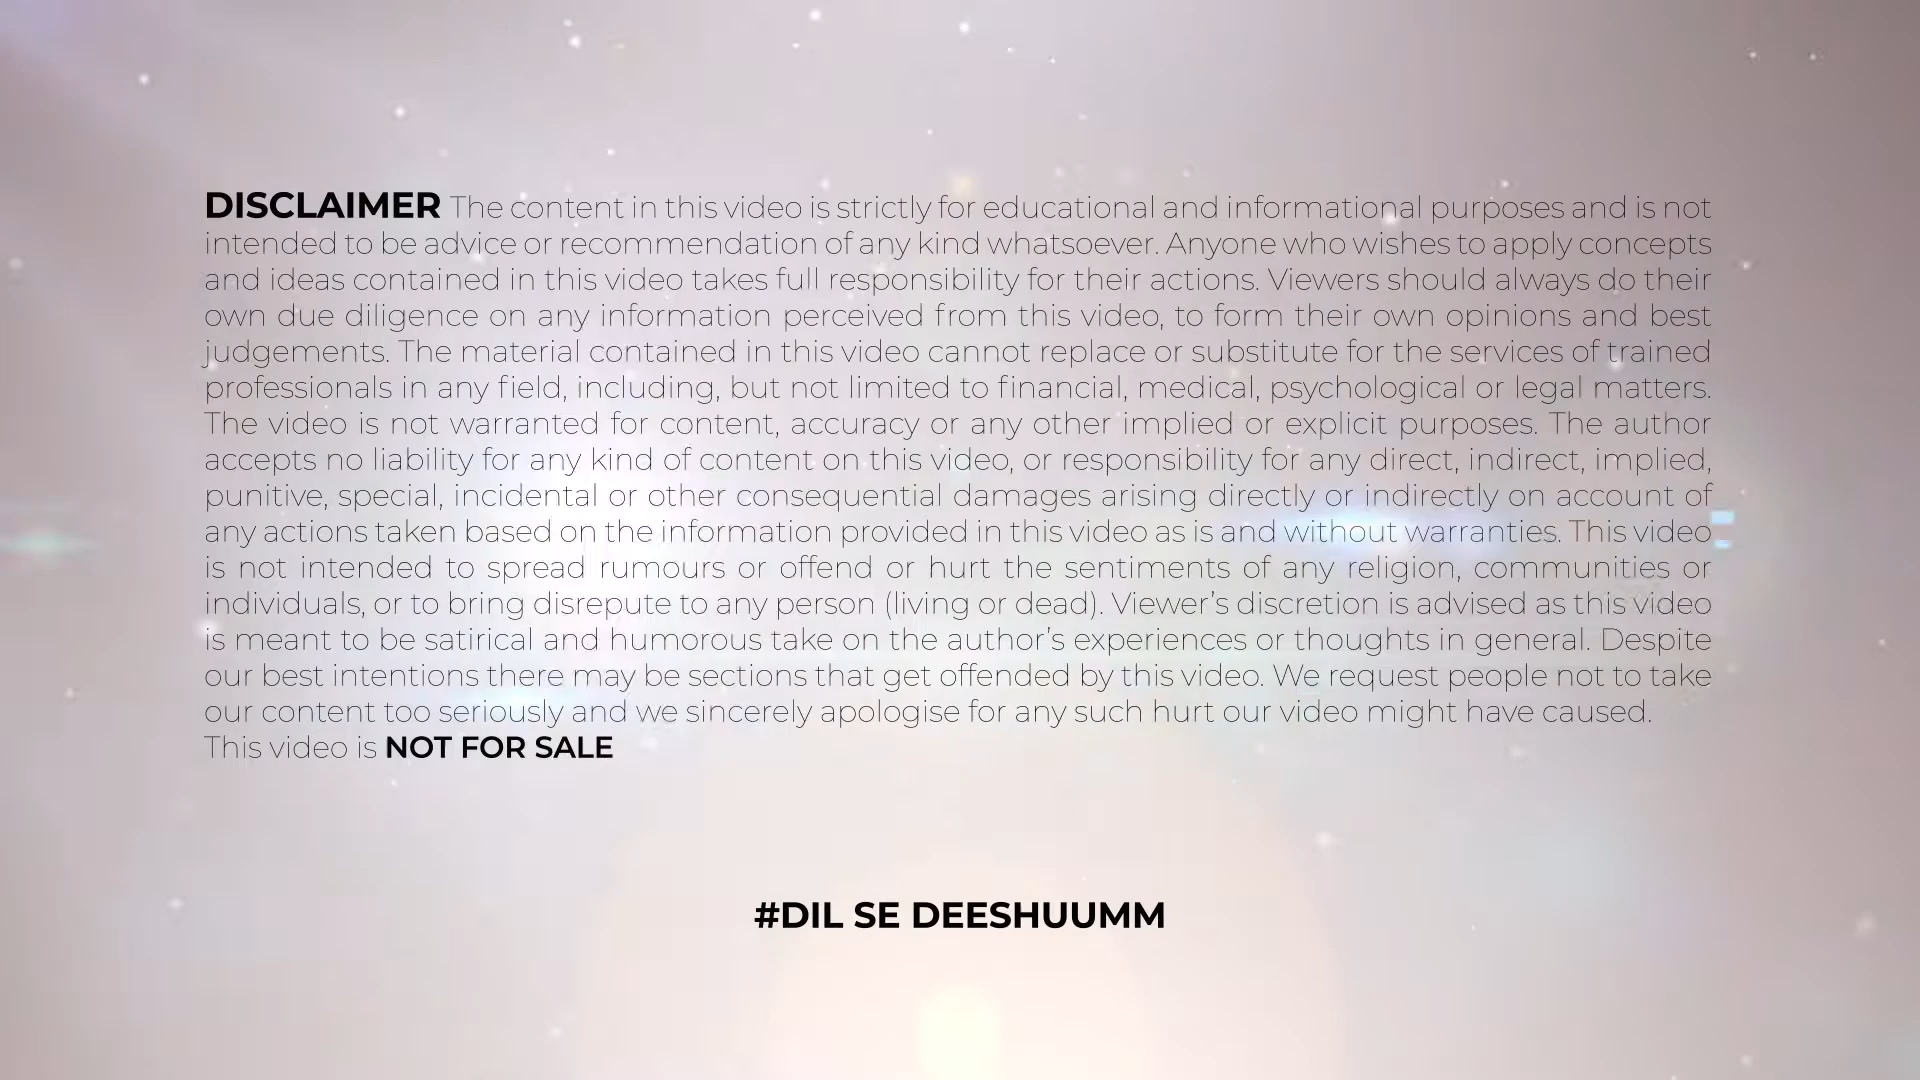 DISCLAIMER The content in this video is strictly for educational and informational purposes and is not
intended to be advice or recommendation of any kind whatsoever. Anyone who wishes to apply concepts
and ideas contained in this video takes full responsibility for their actions. Viewers should always do their
own due diligence on any information perceived from this video, to form their own opinions and best
judgements. The material contained in this video cannot replace or substitute for the services of trained
professionals in any field, including, but not limited to financial, medical, psychological or legal matters.
The video is not warranted for content, accuracy or any other implied or explicit purposes. The author
accepts no liability for any kind of content on this video, or responsibility for any direct, indirect, implied,
punitive, special, incidental or other consequential damages arising directly or indirectly on account of
any actions taken based on the information provided in this video as is and without warranties. This video
is not intended to spread rumours or offend or hurt the sentiments of any religion, communities or
individuals, or to bring disrepute to any person (living or dead). Viewer’s discretion is advised as this video
is meant to be satirical and humorous take on the author’s experiences or thoughts in general. Despite
our best intentions there may be sections that get offended by this video. We request people not to take
our content too seriously and we sincerely apologise for any such hurt our video might have caused.
This video is NOT FOR SALE
#DIL SE DEESHUUMM